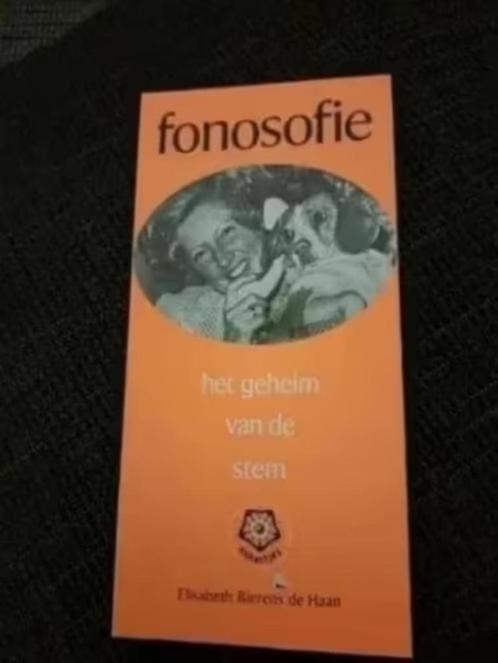 fonosofie
het geheim
van de
stem
Elisabeth Bierens de Haan